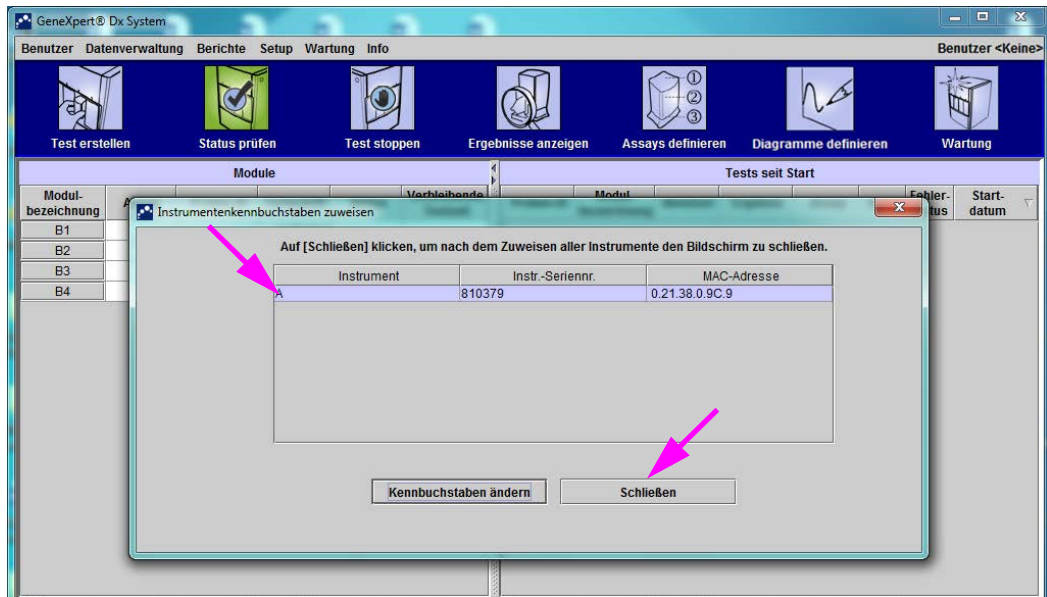 GeneXpert® Dx System
Benutzer Datenverwaltung Berichte Setup Wartung Info Benutzer <Keine>
Test erstellen Status prüfen Test stoppen Ergebnisse anzeigen Assays definieren Diagramme definieren Wartung
Module Tests seit Start
Modul-
bezeichnung
Verbleibende
Modul
Fehler-
Start-
datum
Instrumentenkennbuchstaben zuweisen
B1
B2
B3
B4
Auf [Schließen] klicken, um nach dem Zuweisen aller Instrumente den Bildschirm zu schließen.
Instrument Instr.-Seriennr. MAC-Adresse
A 810379 0.21.38.0.9C.9
Kennbuchstaben ändern Schließen